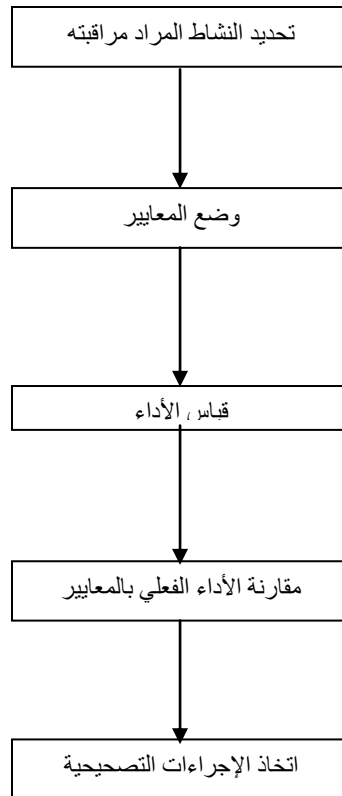 تحديد النشاط المراد مراقبته
وضع المعايير
قياس الأداء
مقارنة الأداء الفعلي بالمعايير
اتخاذ الإجراءات التصحيحية